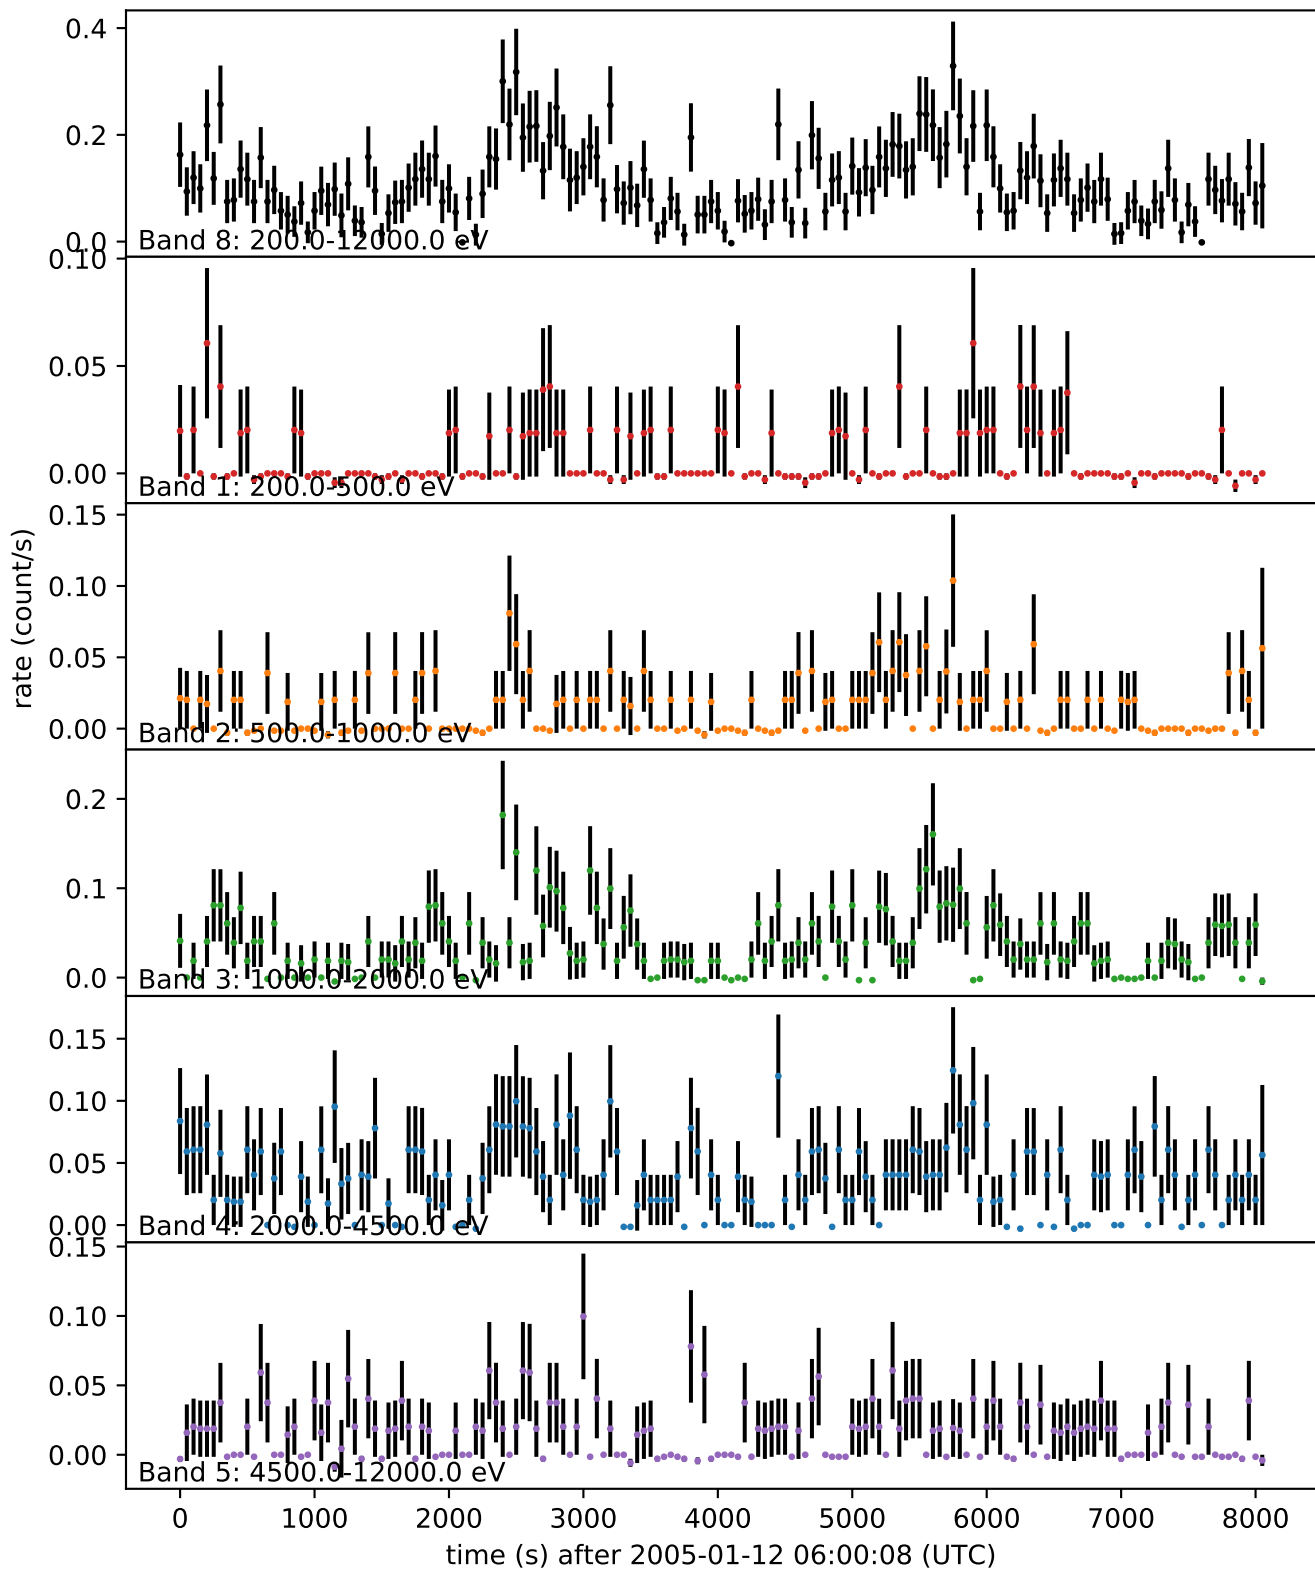 0.4
0.2
0.0
Band 8: 200.0-12000.0 eV
0.10
0.05
0.00
Band 1: 200.0-500.0 eV
0.15
0.10
0.05
0.00
Band 2: 500.0-1000.0 eV
rate (count/s)
0.2
0.1
0.0
Band 3: 1000.0-2000.0 eV
0.15
0.10
0.05
0.00
Band 4: 2000.0-4500.0 eV
0.15
0.10
0.05
0.00
Band 5: 4500.0-12000.0 eV
0 1000 2000 3000 4000 5000 6000 7000 8000
time (s) after 2005-01-12 06:00:08 (UTC)